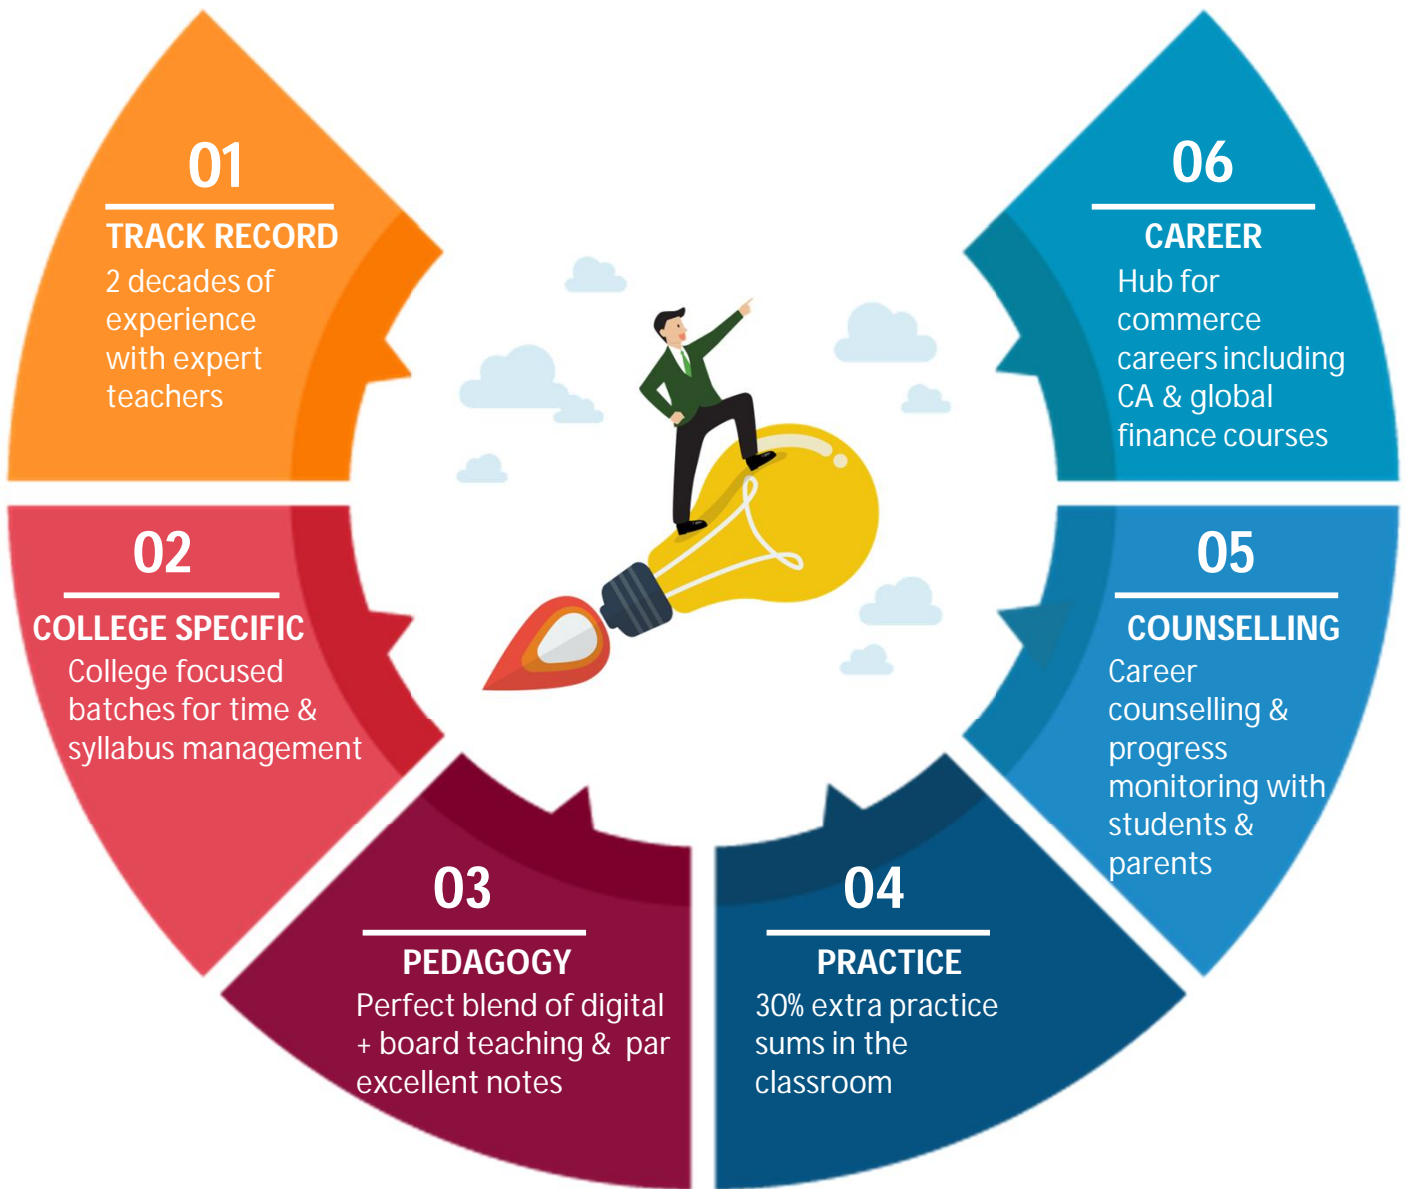 01
TRACK RECORD
2 decades of
experience
with expert
teachers
02
COLLEGE SPECIFIC
College focused
batches for time &
syllabus management
03
PEDAGOGY
Perfect blend of digital
+ board teaching & par
excellent notes
04
PRACTICE
30% extra practice
sums in the
classroom
05
COUNSELLING
Career
counselling &
progress
monitoring with
students &
parents
06
CAREER
Hub for
commerce
careers including
CA & global
finance courses